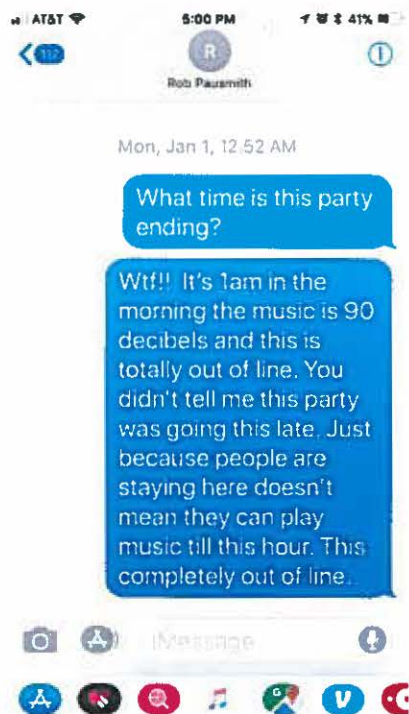 AT&T 5:00 PM 41%
112
R
Rob Pausmith
Mon, Jan 1, 12:52 AM
What time is this party
ending?
Wtf!! It's 1am in the
morning the music is 90
decibels and this is
totally out of line. You
didn't tell me this party
was going this late. Just
because people are
staying here doesn't
mean they can play
music till this hour. This
completely out of line.
iMessage
G V